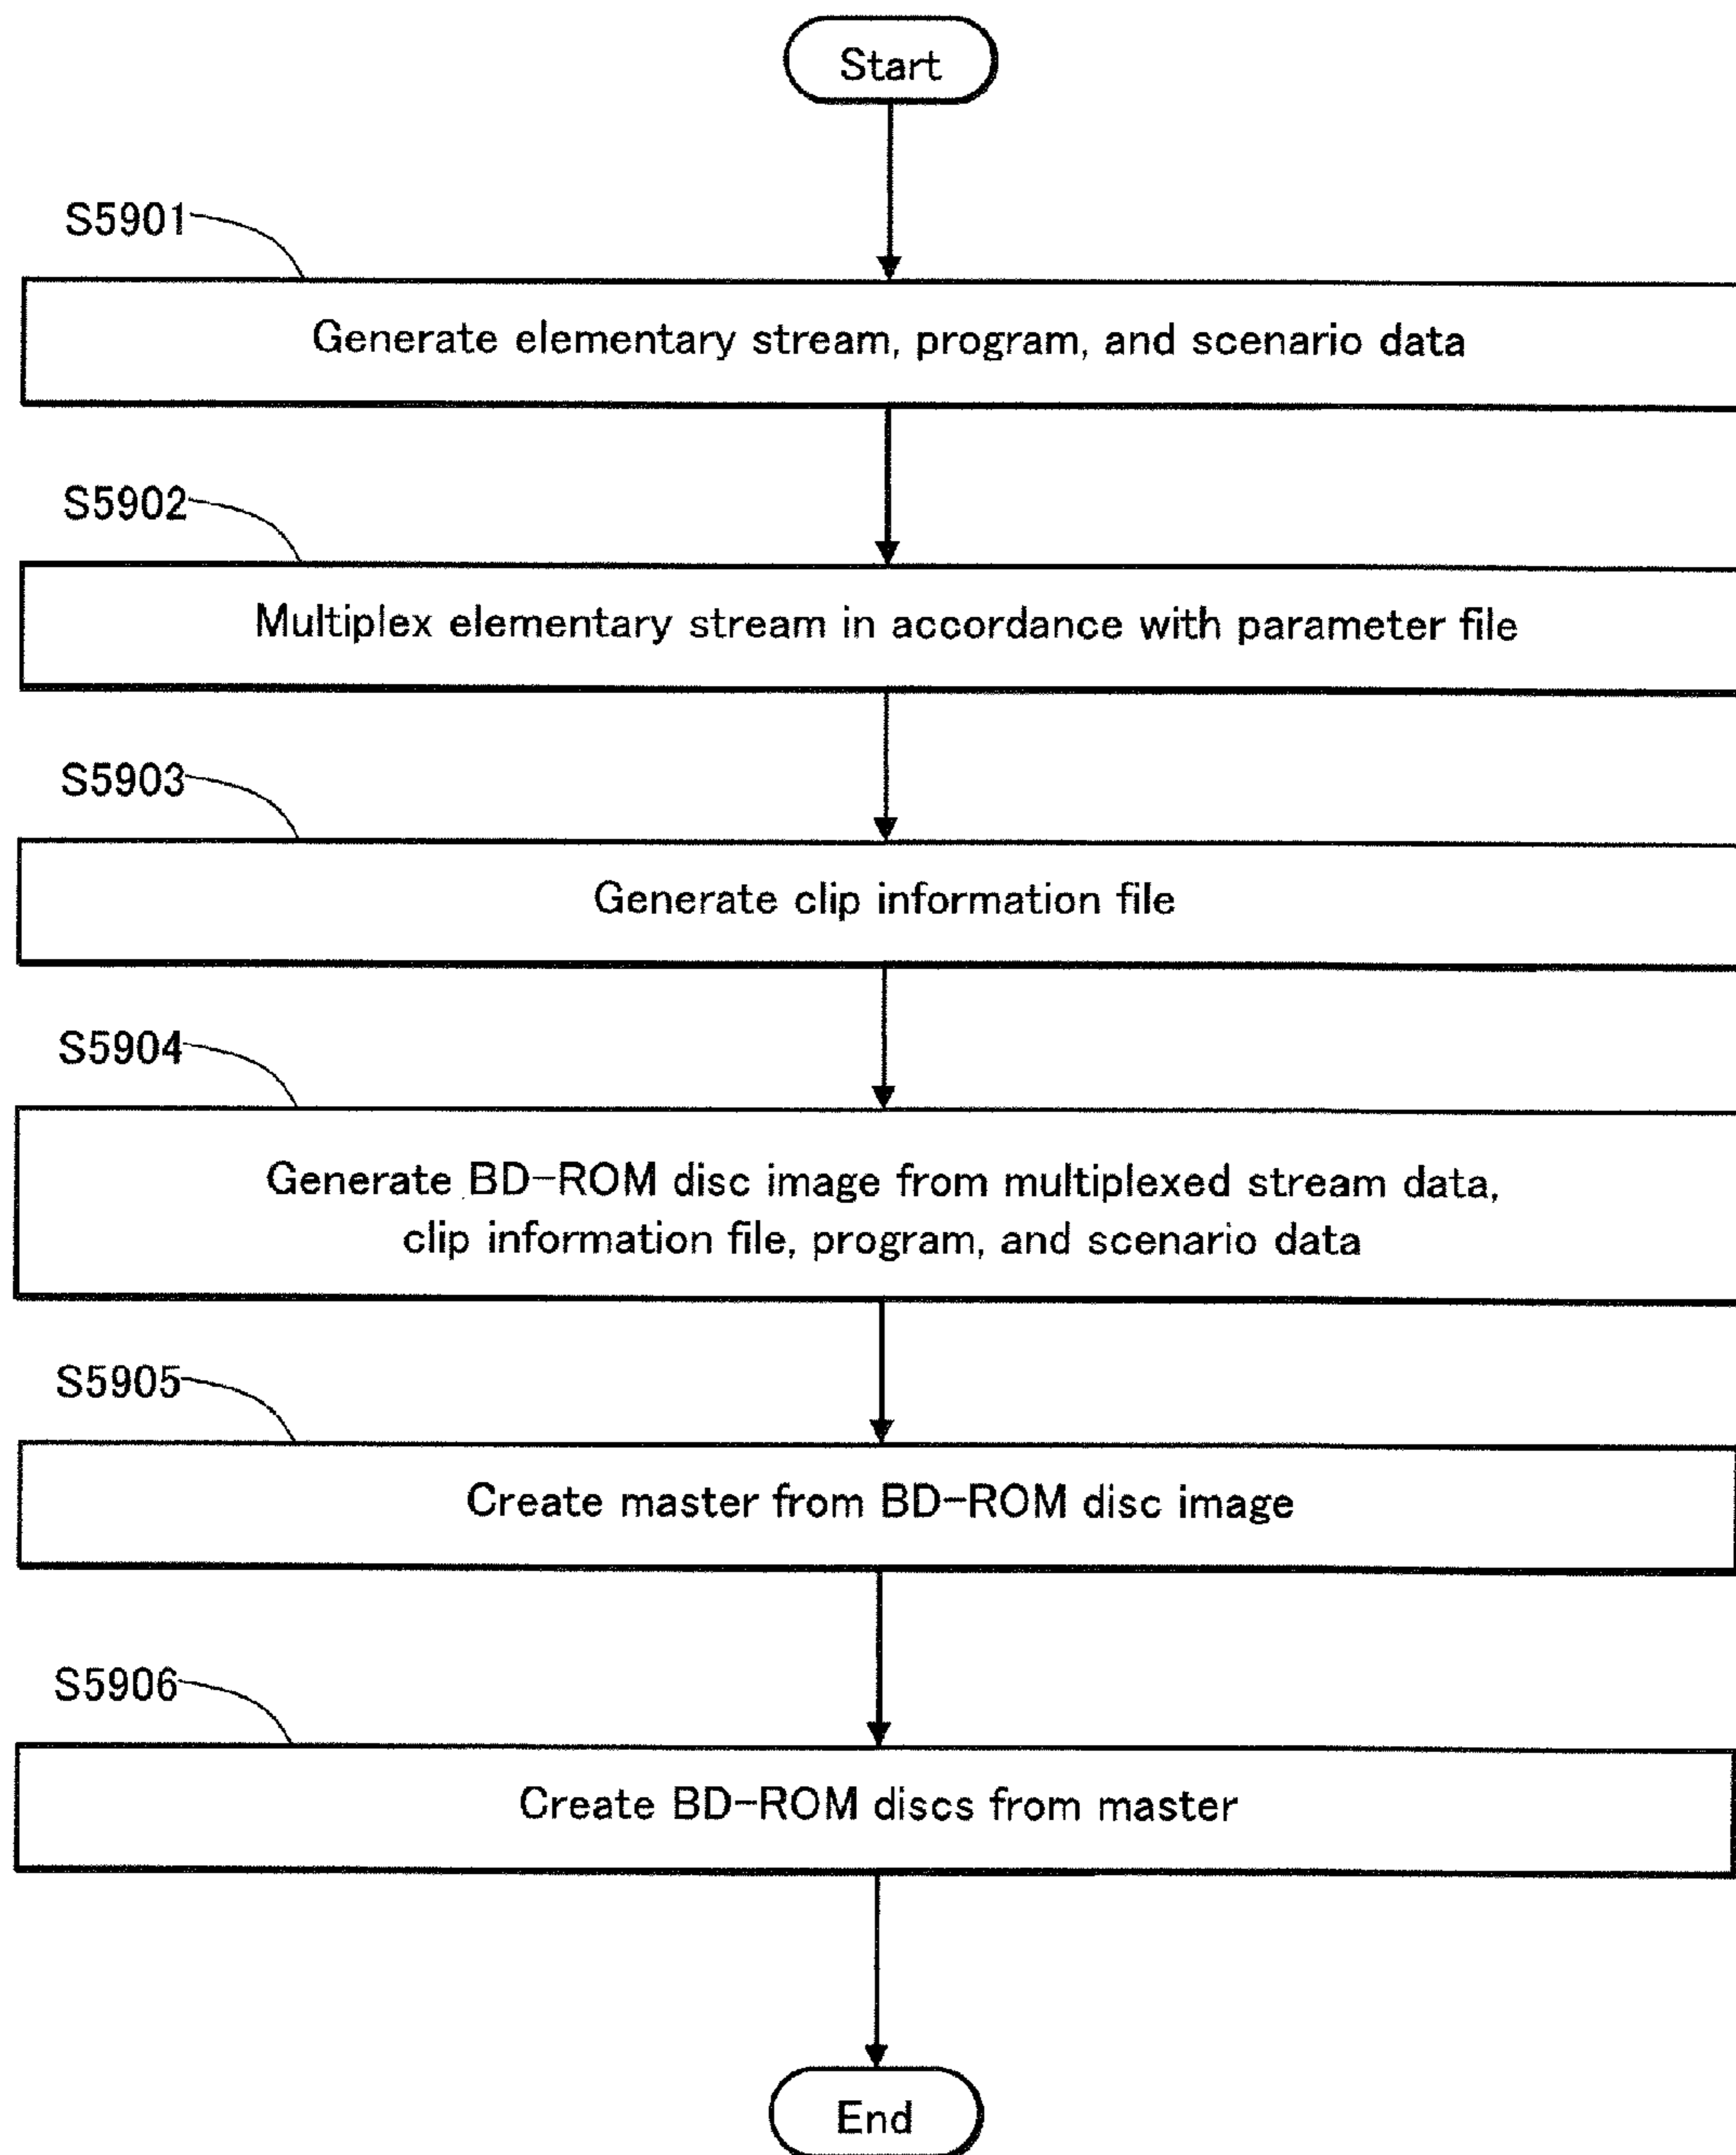 Start
S5901
Generate elementary stream, program, and scenario data
S5902
Multiplex elementary stream in accordance with parameter file
S5903
Generate clip information file
S5904
Generate BD-ROM disc image from multiplexed stream data,
clip information file, program, and scenario data
S5905
Create master from BD-ROM disc image
S5906
Create BD-ROM discs from master
End